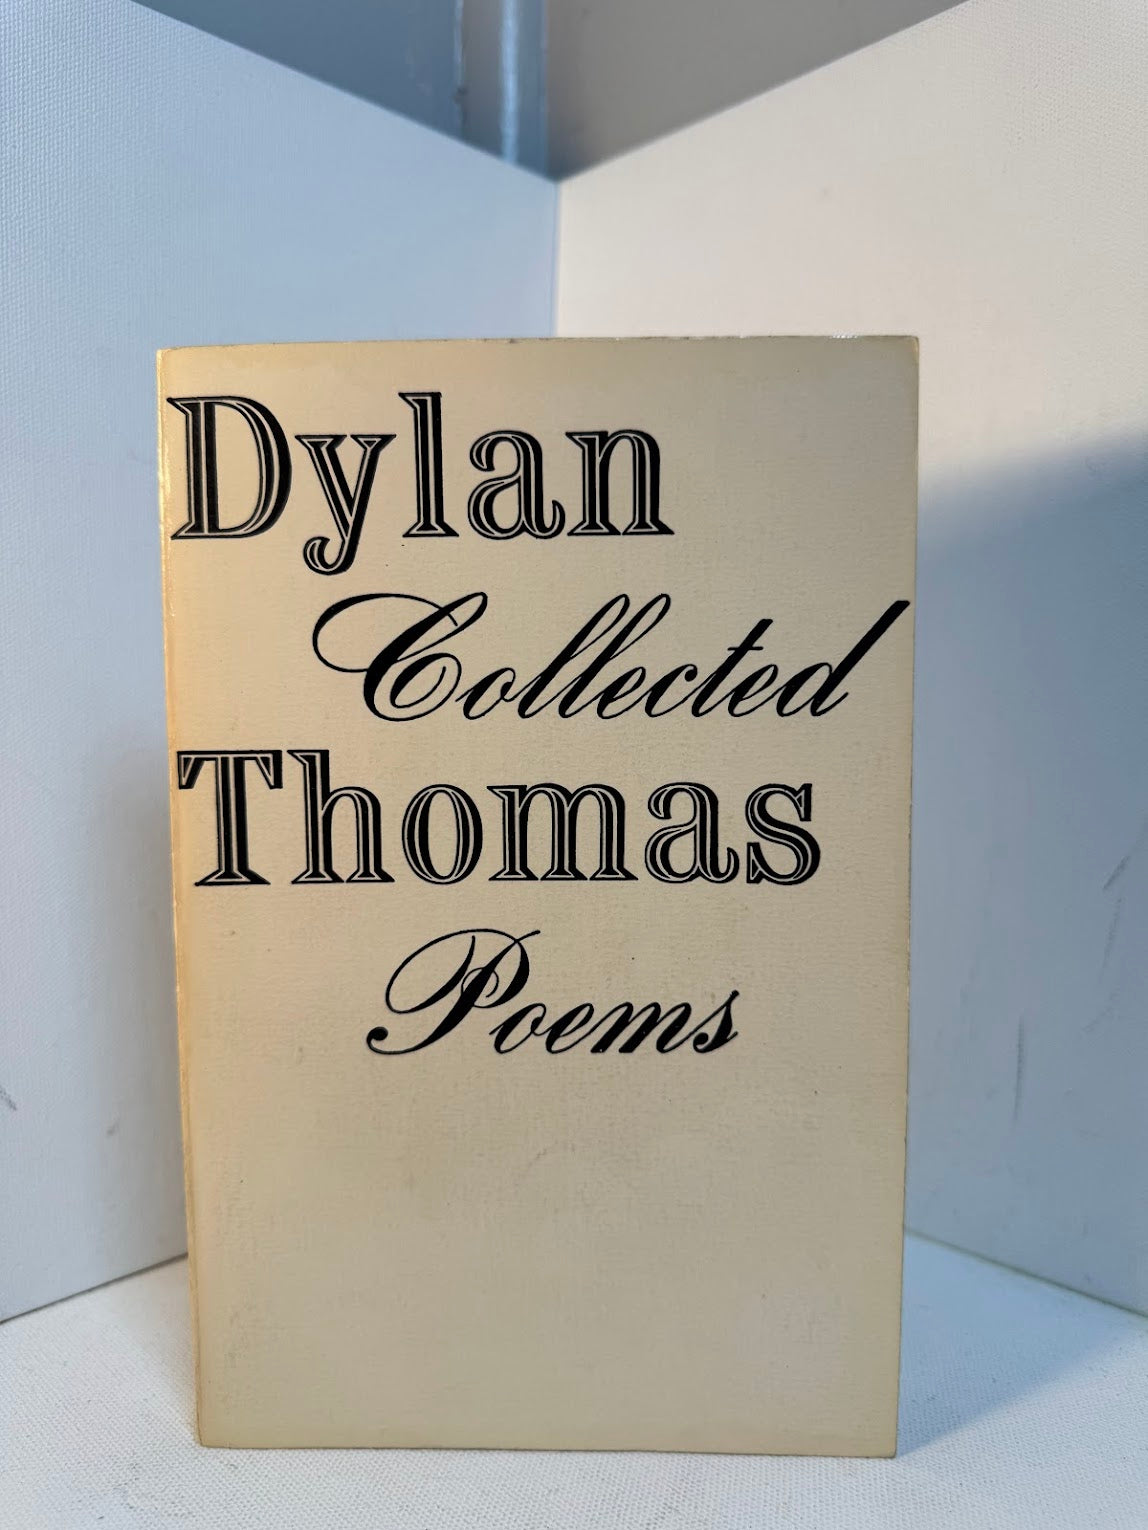 Dylan
Collected
Thomas
Poems